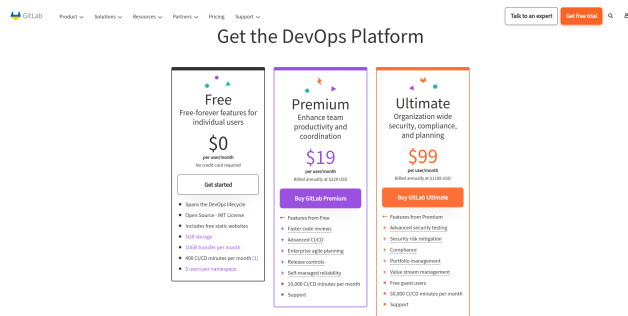 GitLab
Product
Solutions
Resources
Partners
Pricing
Support
Talk to an expert
Get free trial
Get the DevOps Platform
Free
Free-forever features for
individual users
$0
per user/month
No credit card required
Get started
Spans the DevOps lifecycle
Open Source - MIT License
Includes free static websites
5GB storage
10GB transfer per month
400 CI/CD minutes per month [1]
5 users per namespace
Premium
Enhance team
productivity and
coordination
$19
per user/month
Billed annually at $228 USD
Buy GitLab Premium
Features from Free
Faster code reviews
Advanced CI/CD
Enterprise agile planning
Release controls
Self-managed reliability
10,000 CI/CD minutes per month
Support
Ultimate
Organization wide
security, compliance,
and planning
$99
per user/month
Billed annually at $1188 USD
Buy GitLab Ultimate
Features from Premium
Advanced security testing
Security risk mitigation
Compliance
Portfolio management
Value stream management
Free guest users
50,000 CI/CD minutes per month
Support